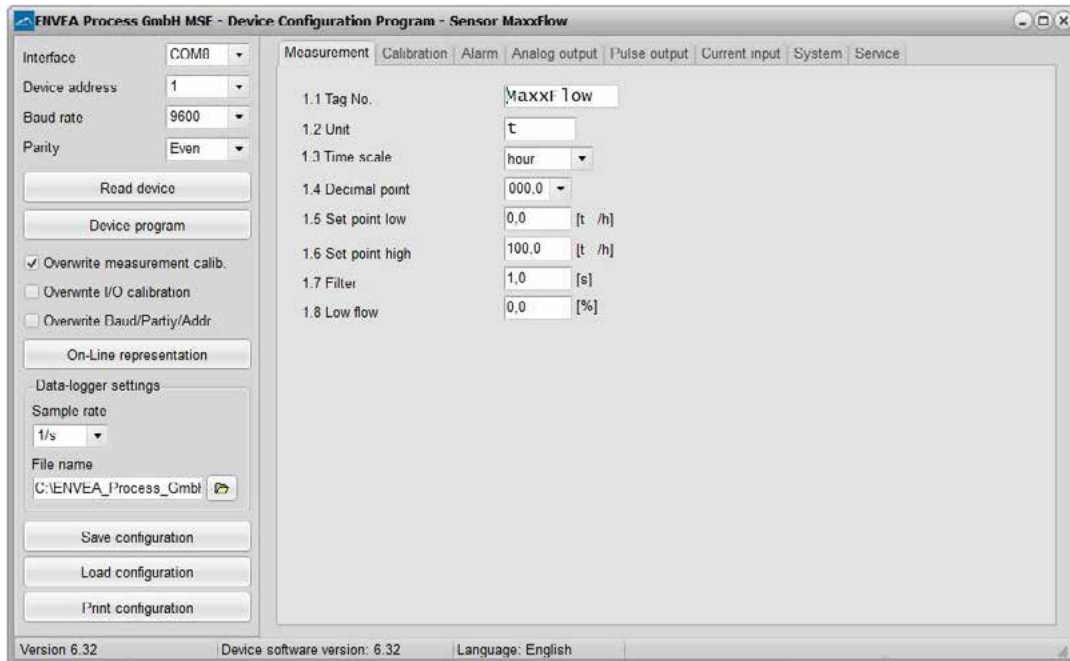 ENVEA Process GmbH MSE - Device Configuration Program - Sensor MaxxFlow
Interface COM8
Device address 1
Baud rate 9600
Parity Even
Read device
Device program
Overwrite measurement calib.
Overwrite I/O calibration
Overwrite Baud/Partiy/Addr
On-Line representation
Data-logger settings
Sample rate
1/s
File name
C:\ENVEA_Process_Gmbl
Save configuration
Load configuration
Print configuration
Measurement Calibration Alarm Analog output Pulse output Current input System Service
1.1 Tag No. MaxxFlow
1.2 Unit t
1.3 Time scale hour
1.4 Decimal point 000,0
1.5 Set point low 0,0 [t /h]
1.6 Set point high 100,0 [t /h]
1.7 Filter 1,0 [s]
1.8 Low flow 0,0 [%]
Version 6.32 Device software version: 6.32 Language: English